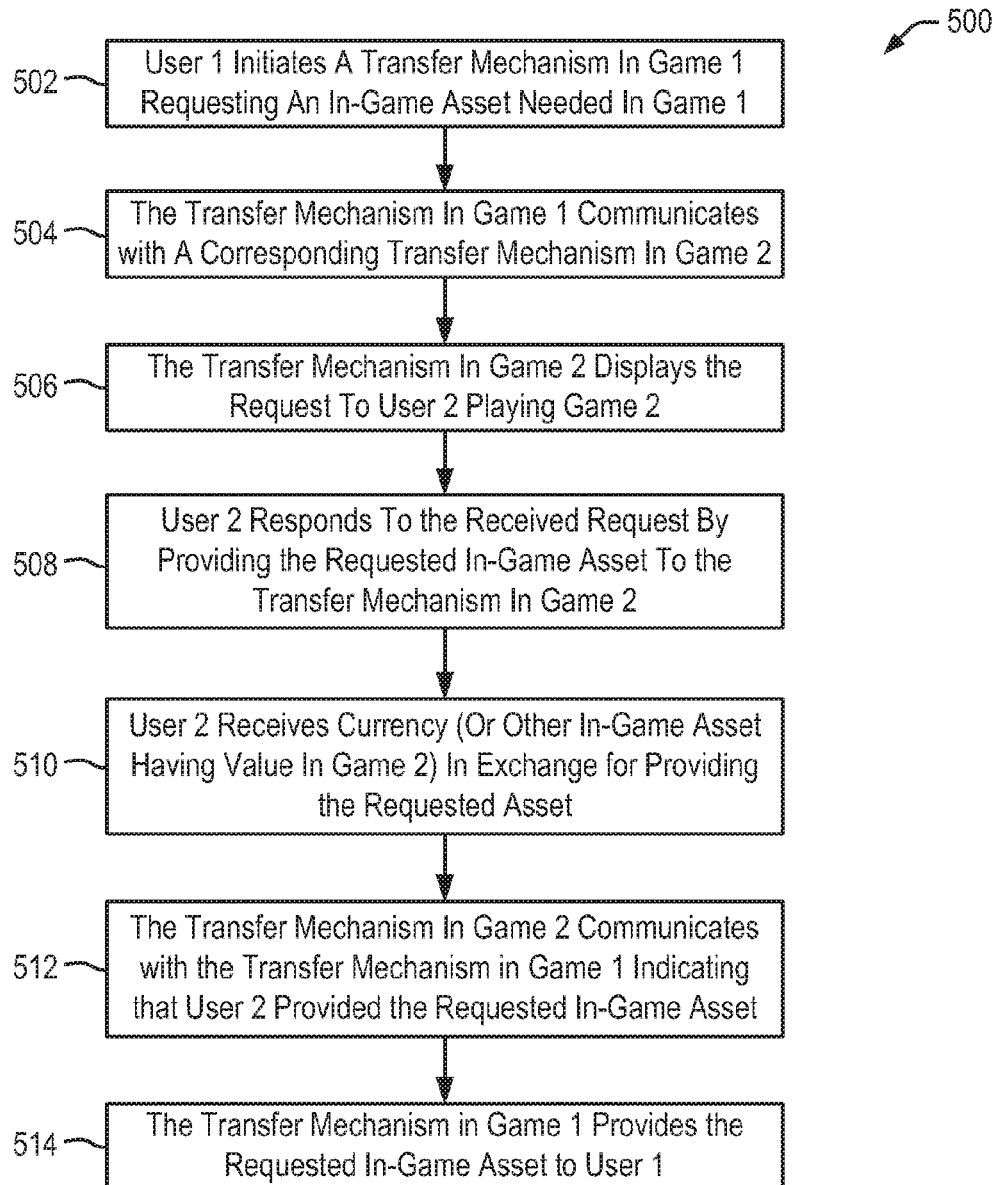 500
502
User 1 Initiates A Transfer Mechanism In Game 1
Requesting An In-Game Asset Needed In Game 1
504
The Transfer Mechanism In Game 1 Communicates
with A Corresponding Transfer Mechanism In Game 2
506
The Transfer Mechanism In Game 2 Displays the
Request To User 2 Playing Game 2
508
User 2 Responds To the Received Request By
Providing the Requested In-Game Asset To the
Transfer Mechanism In Game 2
510
User 2 Receives Currency (Or Other In-Game Asset
Having Value In Game 2) In Exchange for Providing
the Requested Asset
512
The Transfer Mechanism In Game 2 Communicates
with the Transfer Mechanism in Game 1 Indicating
that User 2 Provided the Requested In-Game Asset
514
The Transfer Mechanism in Game 1 Provides the
Requested In-Game Asset to User 1